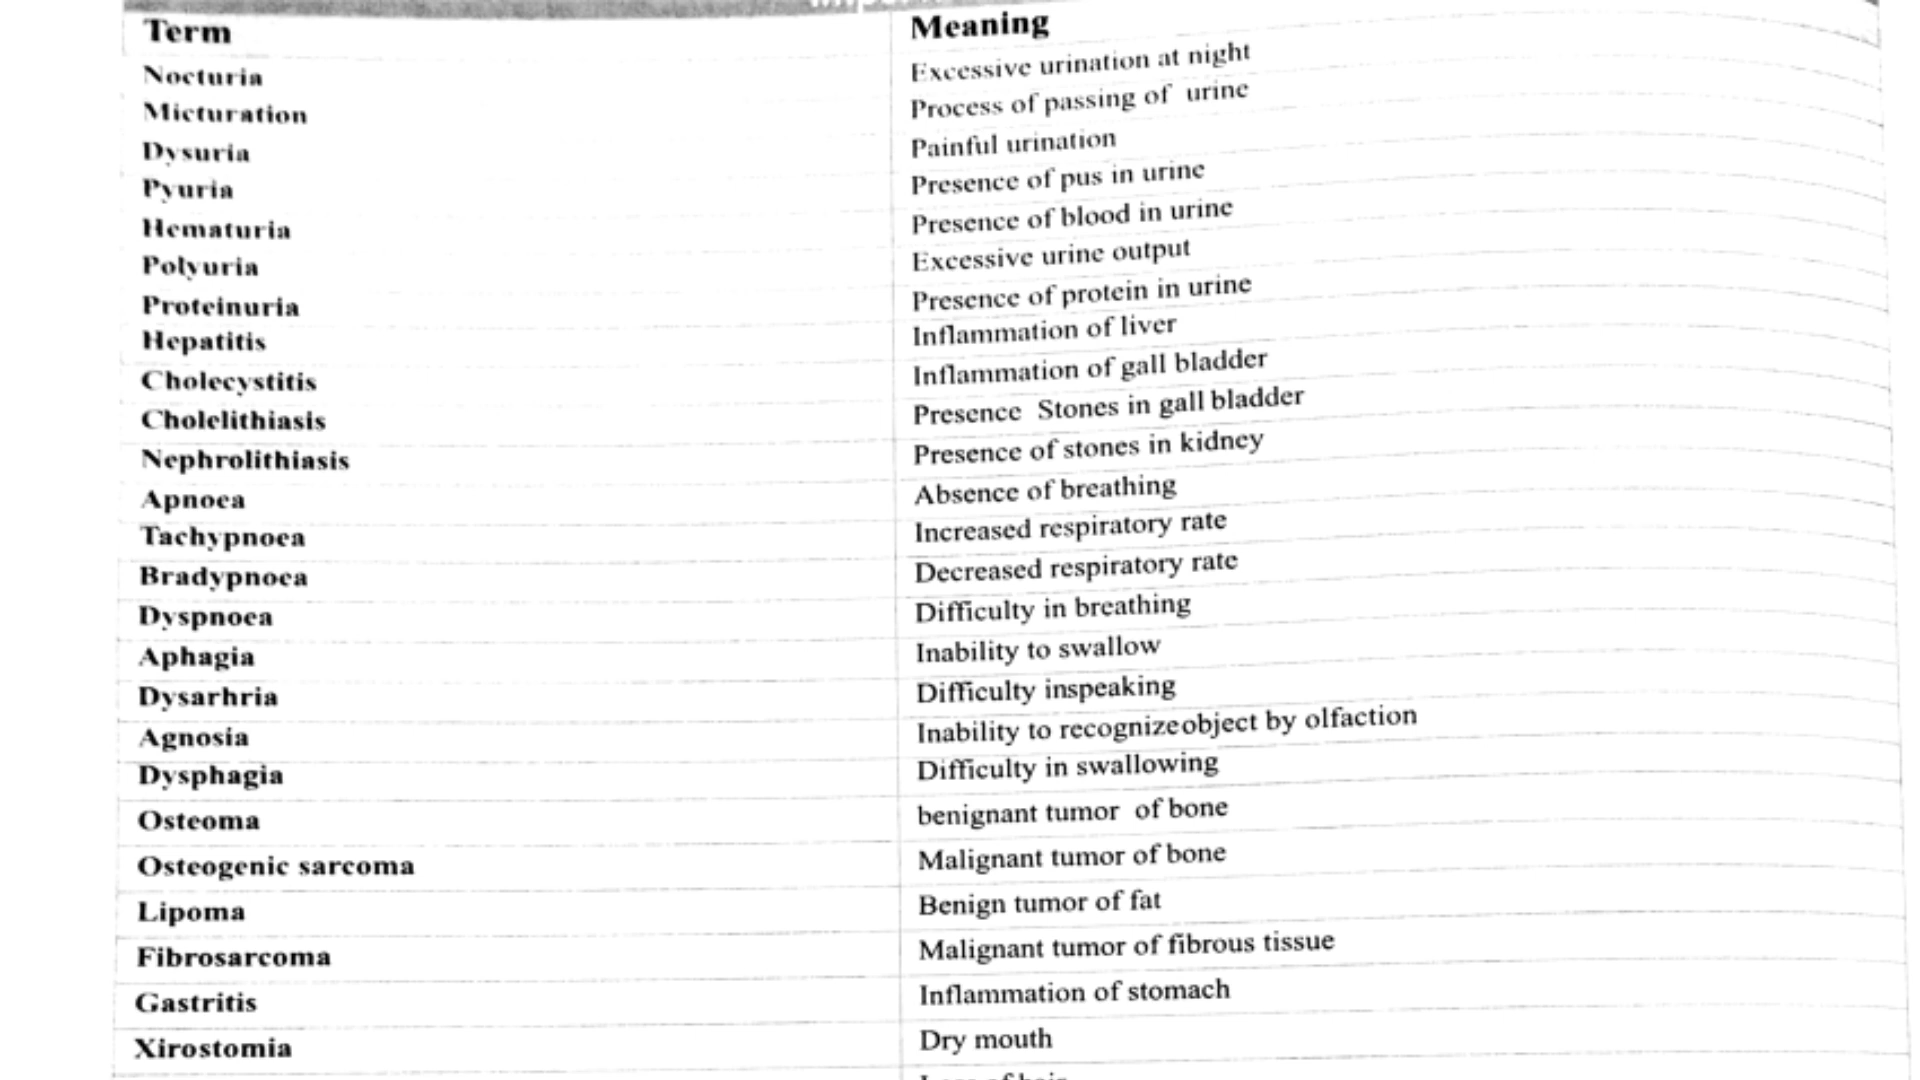 Term Meaning
Nocturia Excessive urination at night
Micturation Process of passing of urine
Dysuria Painful urination
Pyuria Presence of pus in urine
Hematuria Presence of blood in urine
Polyuria Excessive urine output
Proteinuria Presence of protein in urine
Hepatitis Inflammation of liver
Cholecystitis Inflammation of gall bladder
Cholelithiasis Presence Stones in gall bladder
Nephrolithiasis Presence of stones in kidney
Apnoea Absence of breathing
Tachypnoea Increased respiratory rate
Bradypnoea Decreased respiratory rate
Dyspnoea Difficulty in breathing
Aphagia Inability to swallow
Dysarhria Difficulty inspeaking
Agnosia Inability to recognizeobject by olfaction
Dysphagia Difficulty in swallowing
Osteoma benignant tumor of bone
Osteogenic sarcoma Malignant tumor of bone
Lipoma Benign tumor of fat
Fibrosarcoma Malignant tumor of fibrous tissue
Gastritis Inflammation of stomach
Xirostomia Dry mouth